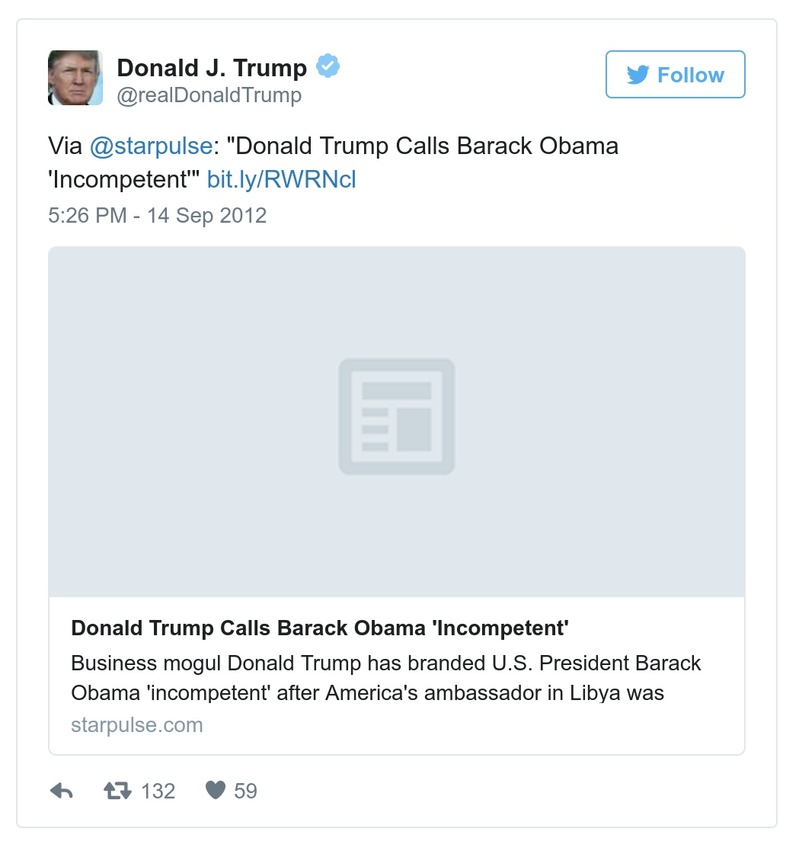 Donald J. Trump
@realDonaldTrump
Follow
Via @starpulse: "Donald Trump Calls Barack Obama
'Incompetent'" bit.ly/RWRNcl
5:26 PM - 14 Sep 2012
Donald Trump Calls Barack Obama 'Incompetent'
Business mogul Donald Trump has branded U.S. President Barack
Obama 'incompetent' after America's ambassador in Libya was
starpulse.com
132
59